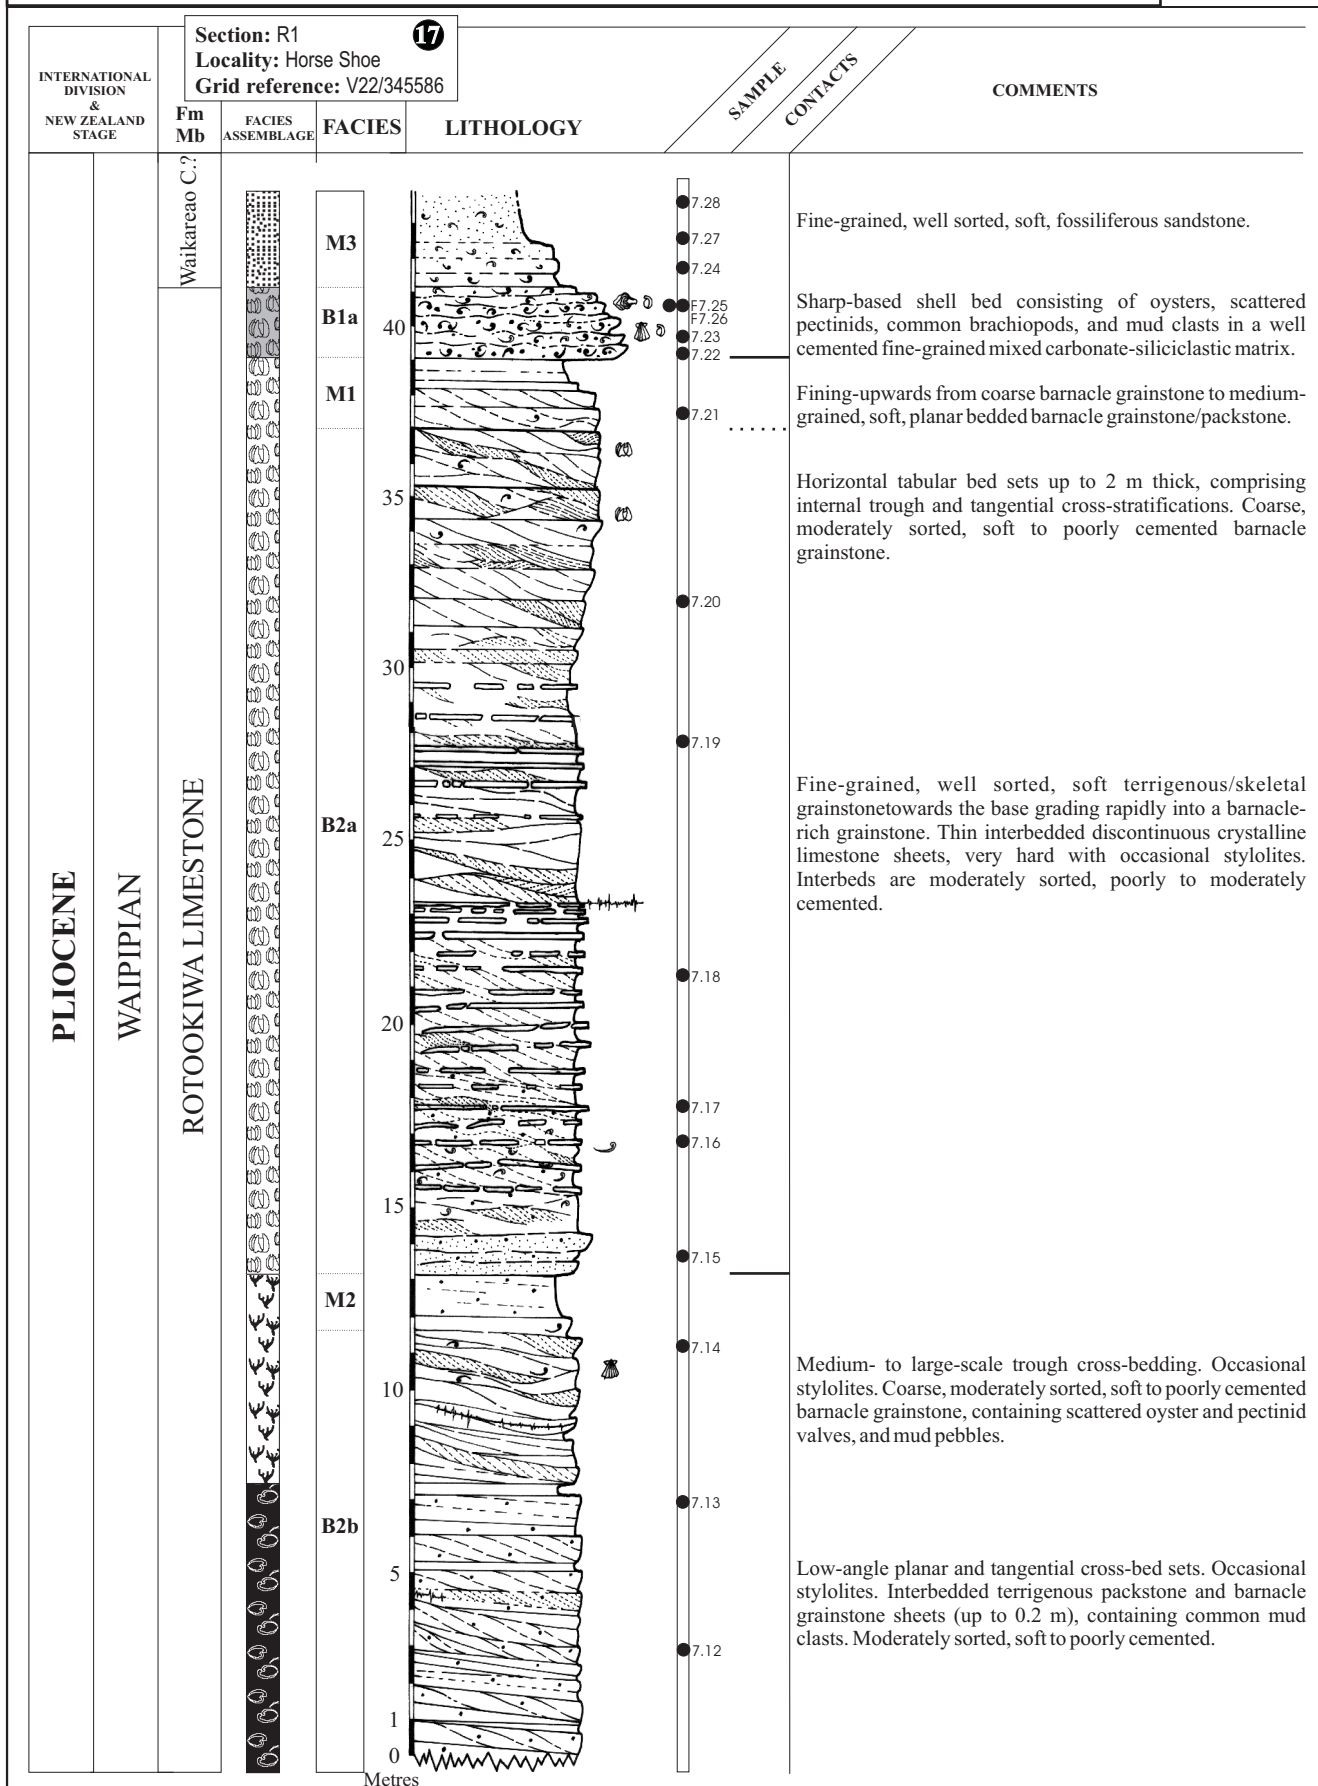 Section: R1
17
Locality: Horse Shoe
Grid reference: V22/345586
INTERNATIONAL
DIVISION
&
NEW ZEALAND
STAGE
Fm
Mb
FACIES
ASSEMBLAGE
FACIES
LITHOLOGY
SAMPLE
CONTACTS
COMMENTS
PLIOCENE
WAIPIPIAN
Waikareao C.?
ROTOOKIWA LIMESTONE
M3
B1a
M1
B2a
M2
B2b
40
35
30
25
20
15
10
5
1
0
Metres
7.28
7.27
7.24
F7.25
F7.26
7.23
7.22
7.21
7.20
7.19
7.18
7.17
7.16
7.15
7.14
7.13
7.12
Fine-grained, well sorted, soft, fossiliferous sandstone.
Sharp-based shell bed consisting of oysters, scattered
pectinids, common brachiopods, and mud clasts in a well
cemented fine-grained mixed carbonate-siliciclastic matrix.
Fining-upwards from coarse barnacle grainstone to medium-
grained, soft, planar bedded barnacle grainstone/packstone.
Horizontal tabular bed sets up to 2 m thick, comprising
internal trough and tangential cross-stratifications. Coarse,
moderately sorted, soft to poorly cemented barnacle
grainstone.
Fine-grained, well sorted, soft terrigenous/skeletal
grainstonetowards the base grading rapidly into a barnacle-
rich grainstone. Thin interbedded discontinuous crystalline
limestone sheets, very hard with occasional stylolites.
Interbeds are moderately sorted, poorly to moderately
cemented.
Medium- to large-scale trough cross-bedding. Occasional
stylolites. Coarse, moderately sorted, soft to poorly cemented
barnacle grainstone, containing scattered oyster and pectinid
valves, and mud pebbles.
Low-angle planar and tangential cross-bed sets. Occasional
stylolites. Interbedded terrigenous packstone and barnacle
grainstone sheets (up to 0.2 m), containing common mud
clasts. Moderately sorted, soft to poorly cemented.